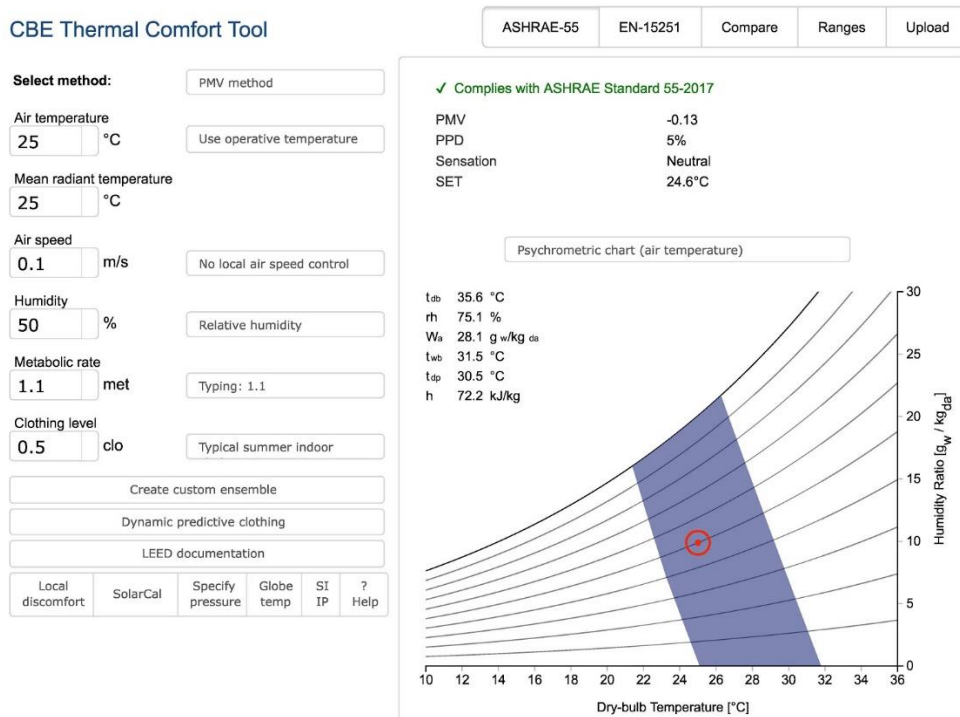 CBE Thermal Comfort Tool
ASHRAE-55 EN-15251 Compare Ranges Upload
Select method: PMV method
Air temperature
25 °C Use operative temperature
Mean radiant temperature
25 °C
Air speed
0.1 m/s No local air speed control
Humidity
50 % Relative humidity
Metabolic rate
1.1 met Typing: 1.1
Clothing level
0.5 clo Typical summer indoor
Create custom ensemble
Dynamic predictive clothing
LEED documentation
Local discomfort
SolarCal
Specify pressure
Globe temp
SI IP
? Help
✓ Complies with ASHRAE Standard 55-2017
PMV -0.13
PPD 5%
Sensation Neutral
SET 24.6°C
Psychrometric chart (air temperature)
tdb 35.6 °C
rh 75.1 %
Wa 28.1 g w/kg da
twb 31.5 °C
tdp 30.5 °C
h 72.2 kJ/kg
30
25
20
15
10
5
0
Humidity Ratio [gw / kgda]
10 12 14 16 18 20 22 24 26 28 30 32 34 36
Dry-bulb Temperature [°C]